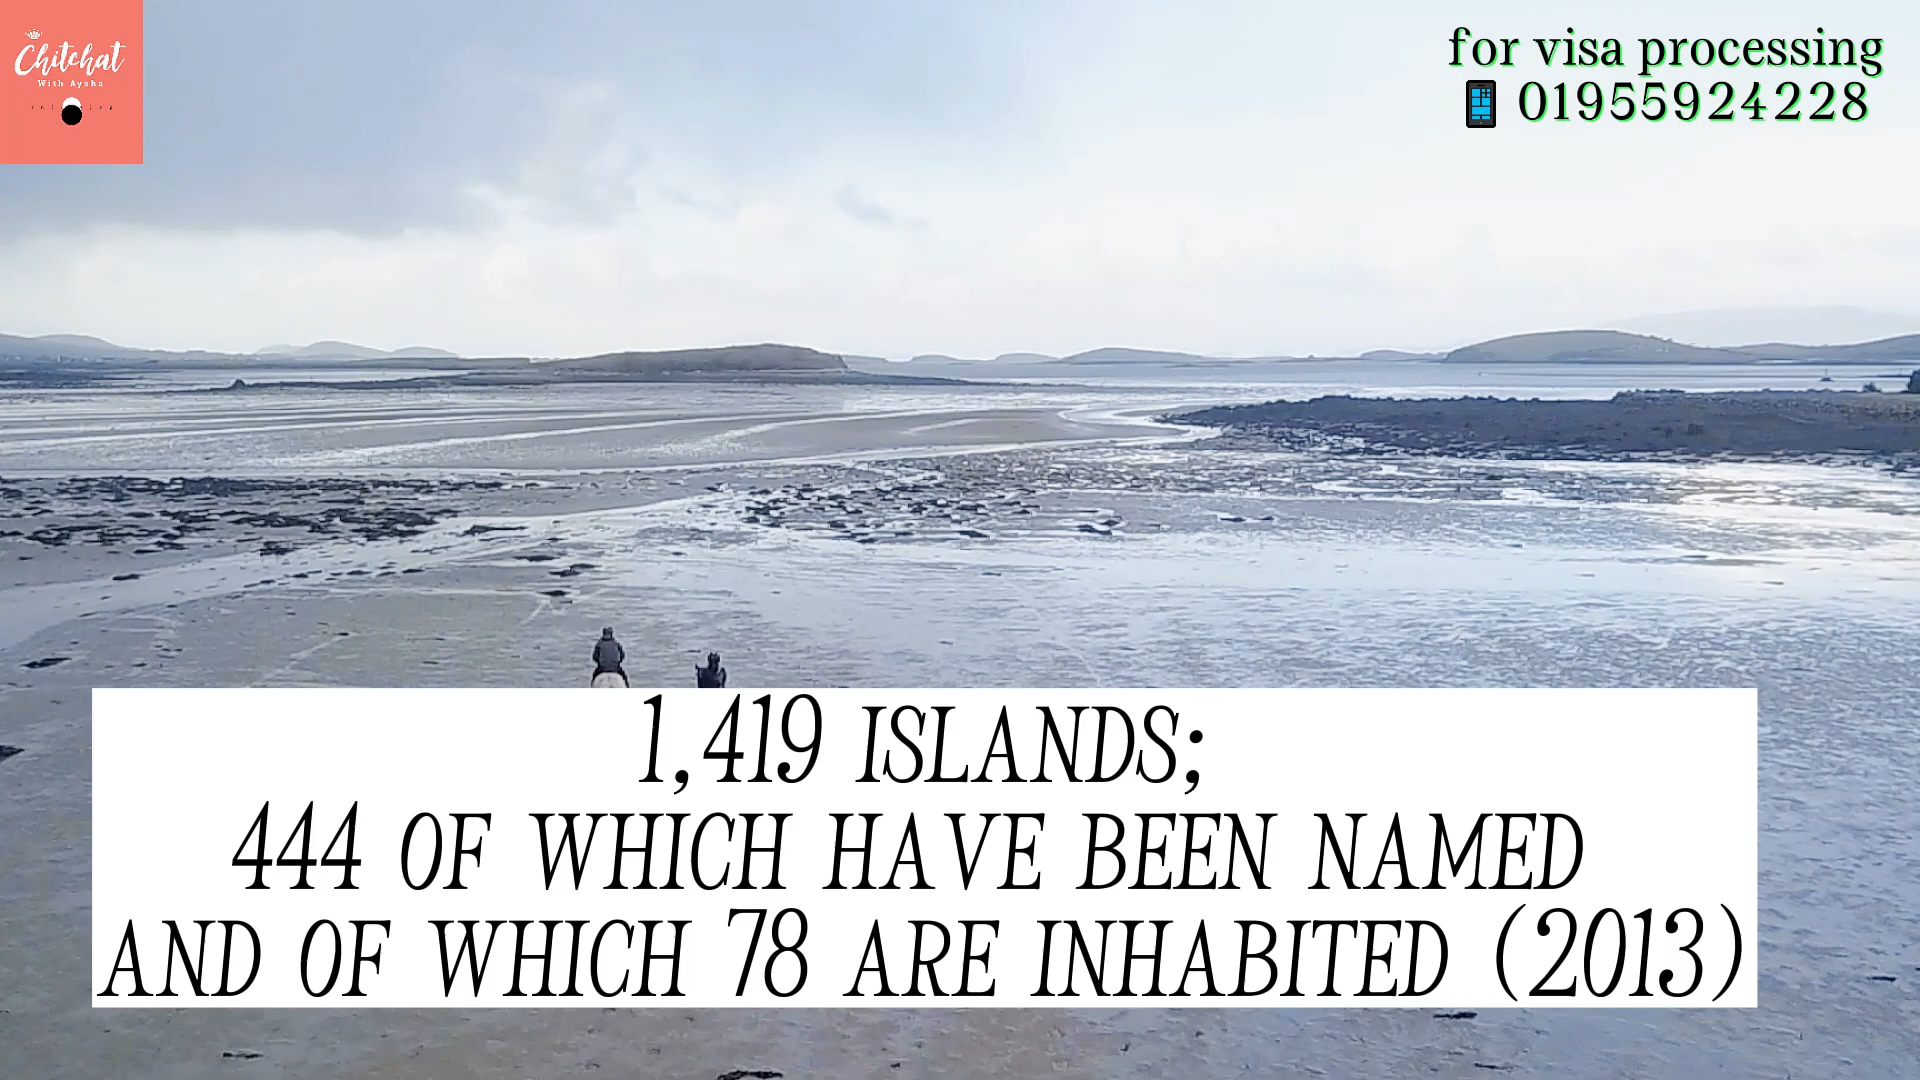 Chitchat
With Aysha
for visa processing
📱 01955924228
1,419 ISLANDS;
444 OF WHICH HAVE BEEN NAMED
AND OF WHICH 78 ARE INHABITED (2013)